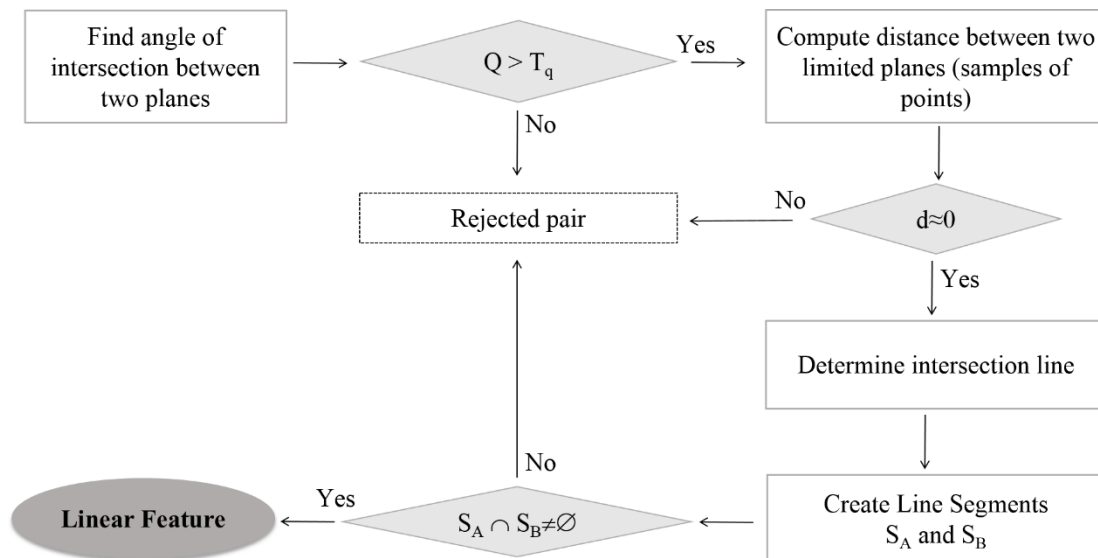 Find angle of
intersection between
two planes
Q > T_q
Yes
Compute distance between two
limited planes (samples of
points)
No
Rejected pair
No
d≈0
Yes
Determine intersection line
Create Line Segments
S_A and S_B
No
S_A ∩ S_B≠∅
Yes
Linear Feature